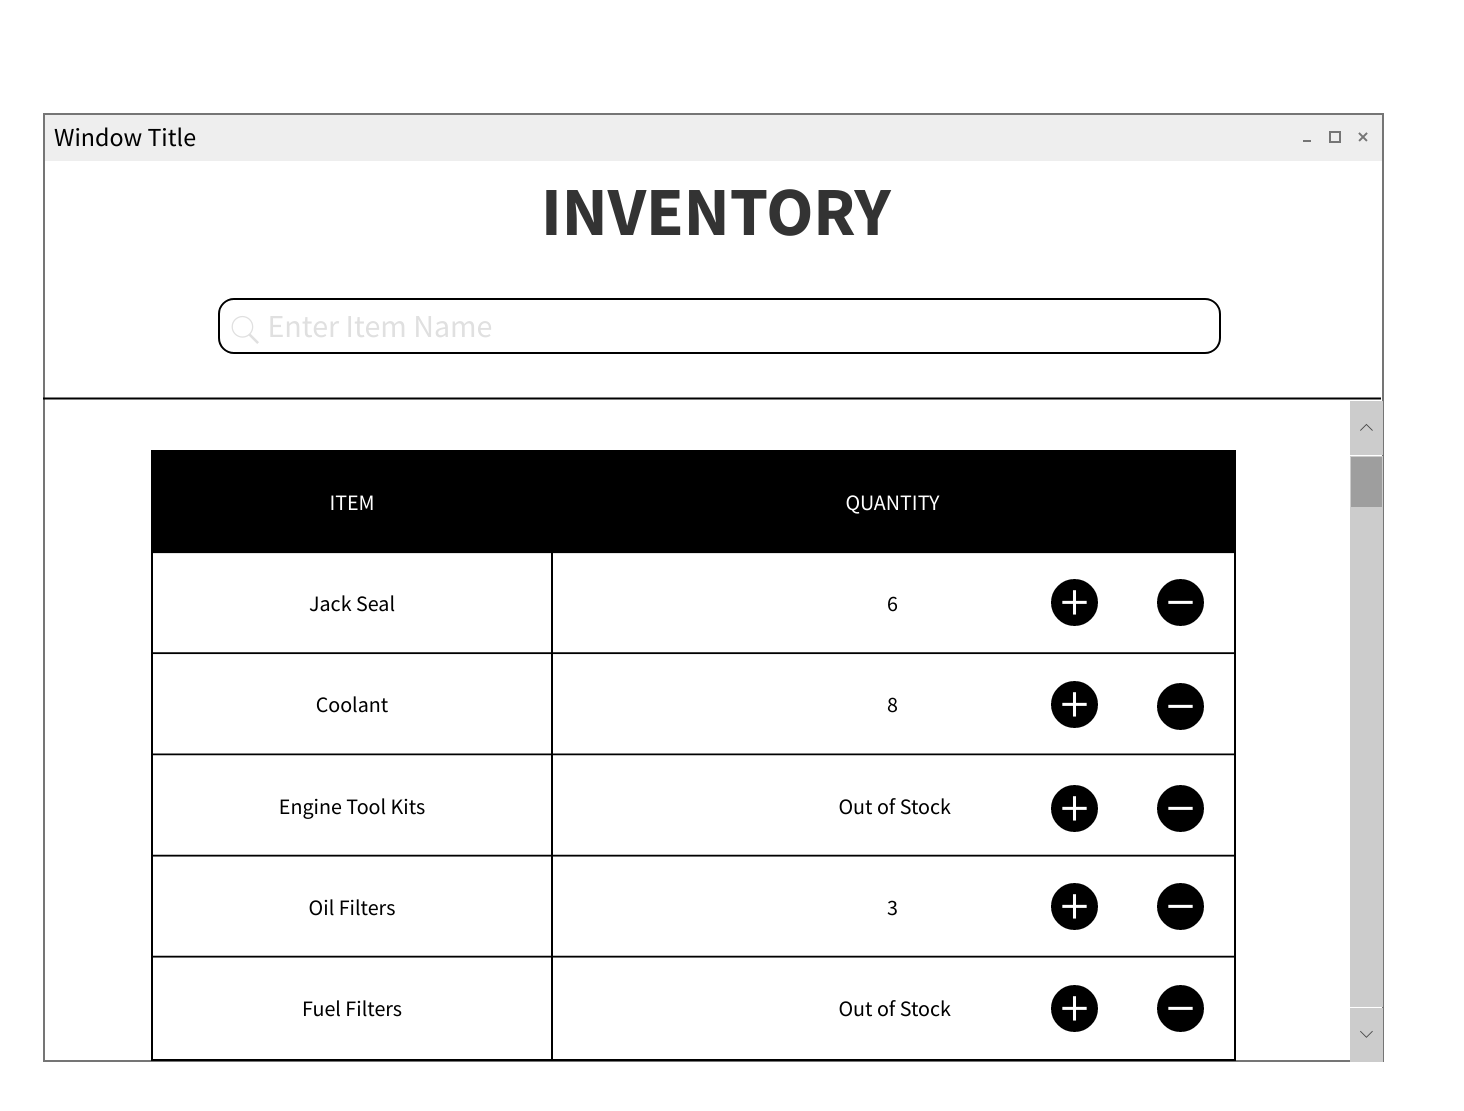 Window Title
INVENTORY
Enter Item Name
ITEM QUANTITY
Jack Seal 6
Coolant 8
Engine Tool Kits Out of Stock
Oil Filters 3
Fuel Filters Out of Stock